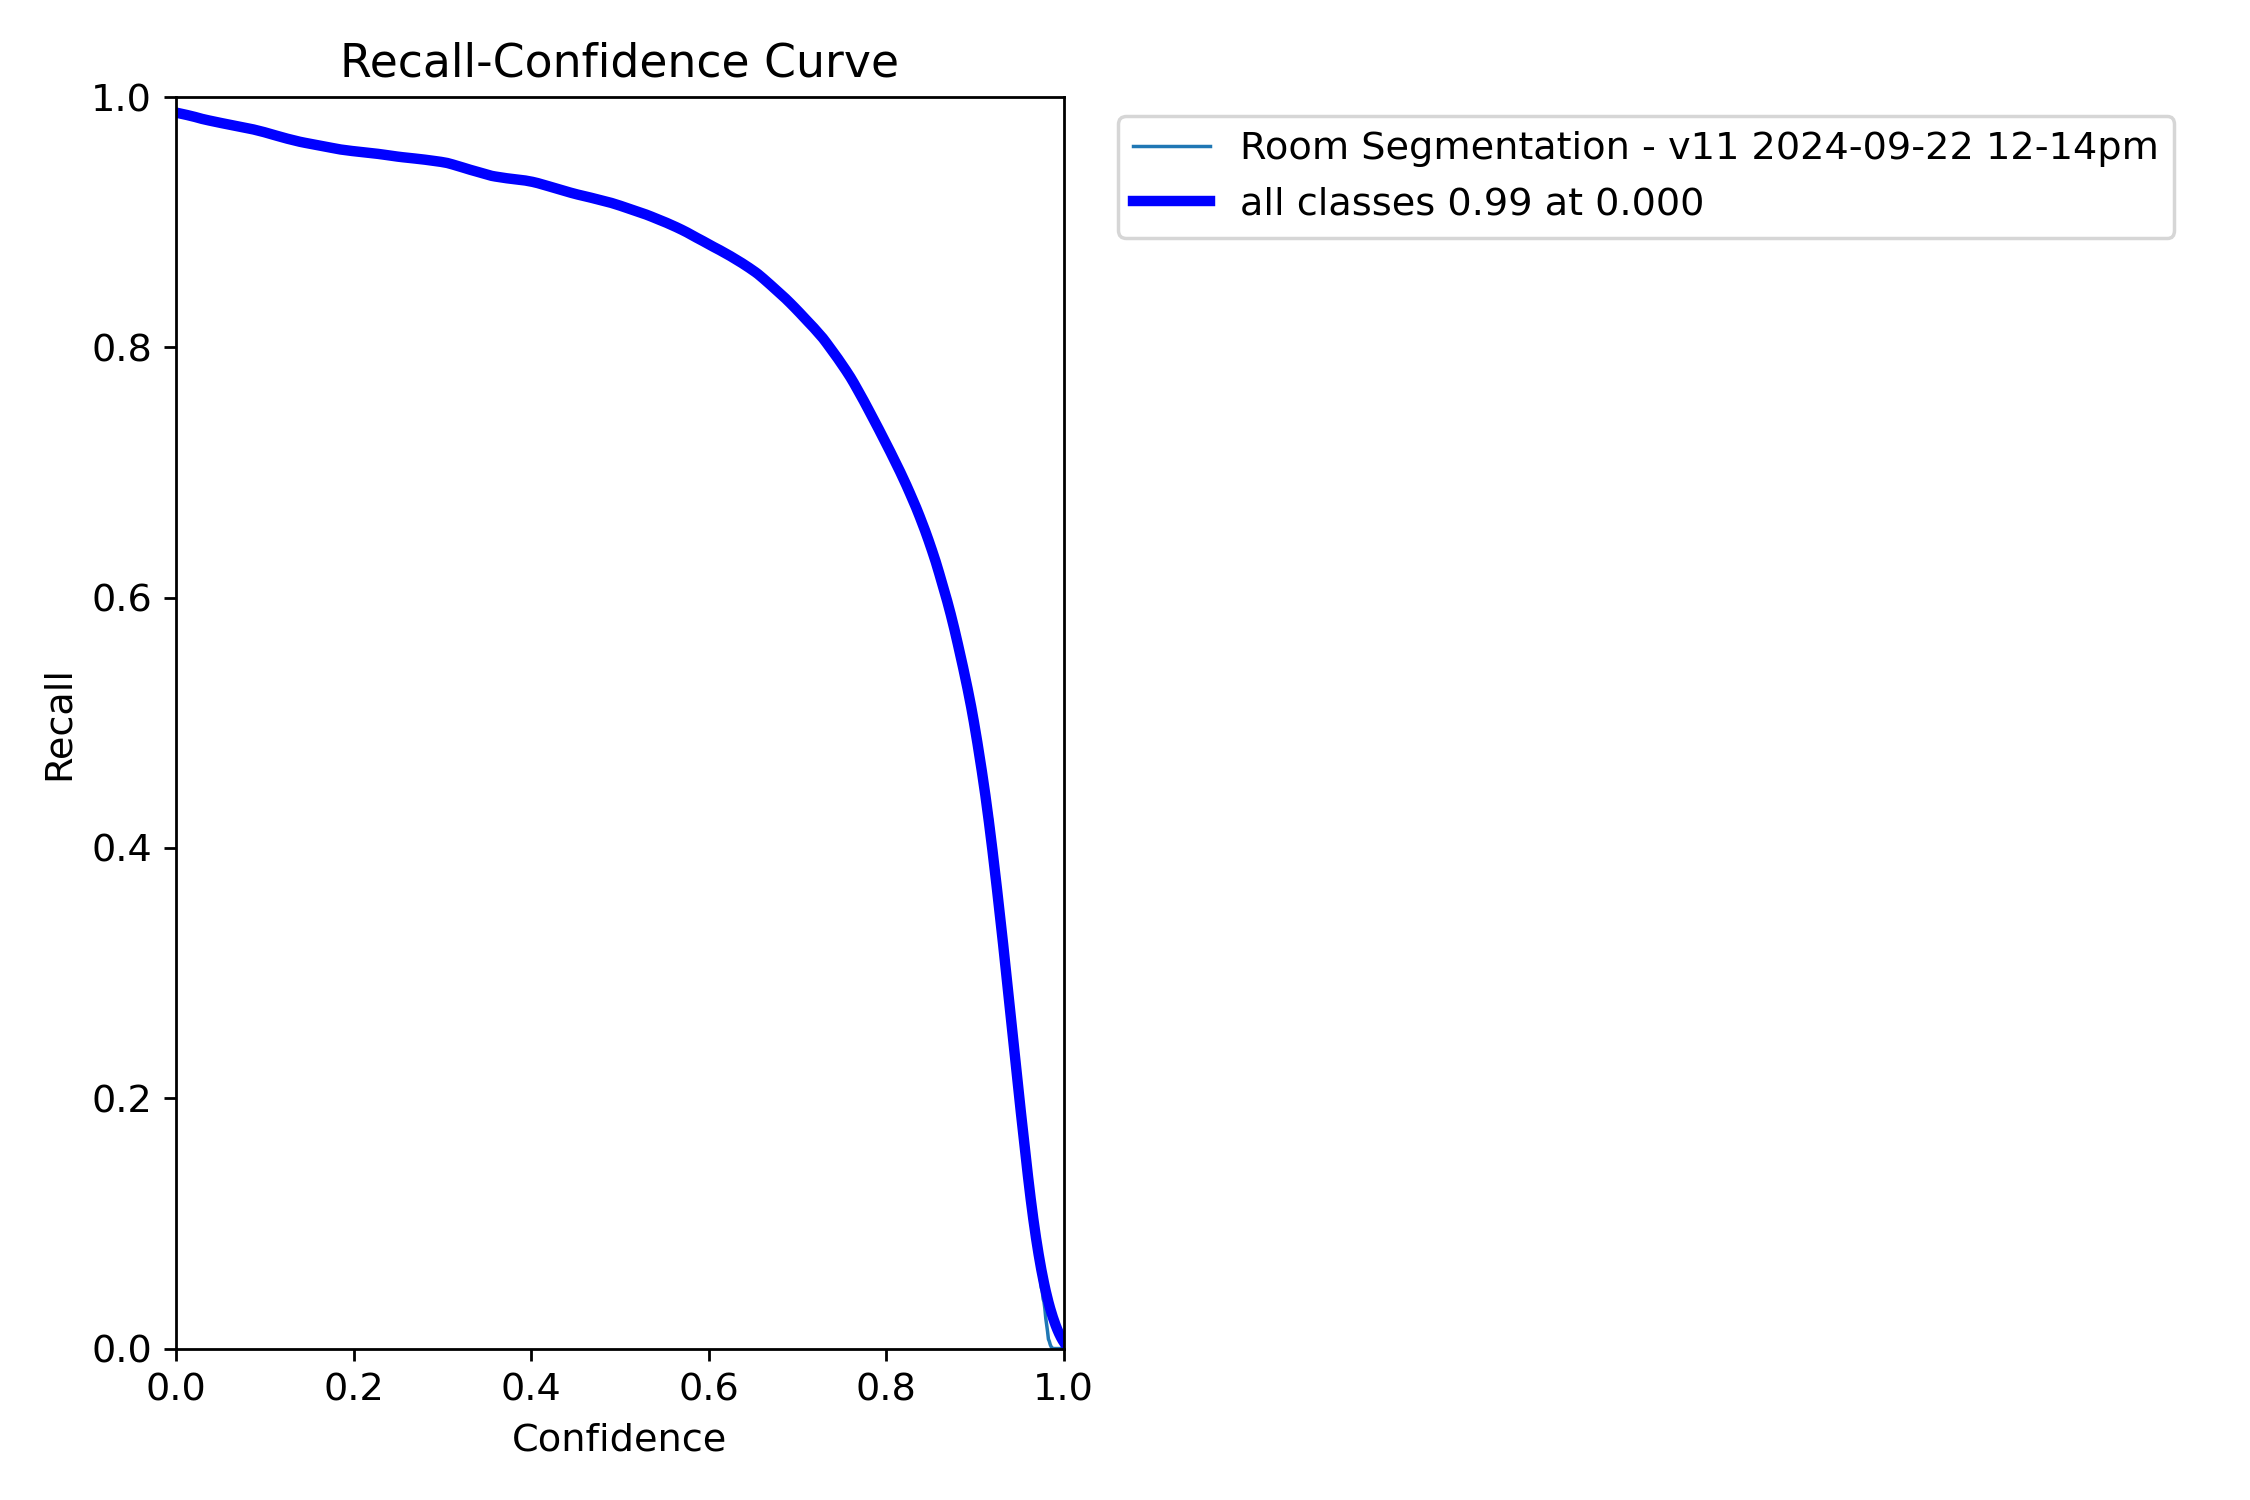 Recall-Confidence Curve
Room Segmentation - v11 2024-09-22 12-14pm
all classes 0.99 at 0.000
1.0
0.8
0.6
0.4
0.2
0.0
Recall
0.0 0.2 0.4 0.6 0.8 1.0
Confidence